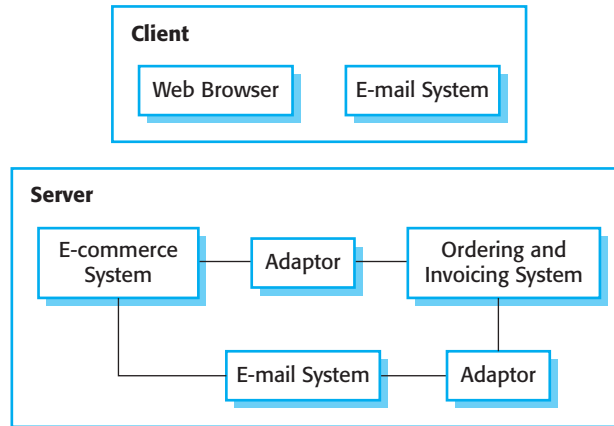 Client
Web Browser
E-mail System
Server
E-commerce
System
Adaptor
Ordering and
Invoicing System
E-mail System
Adaptor